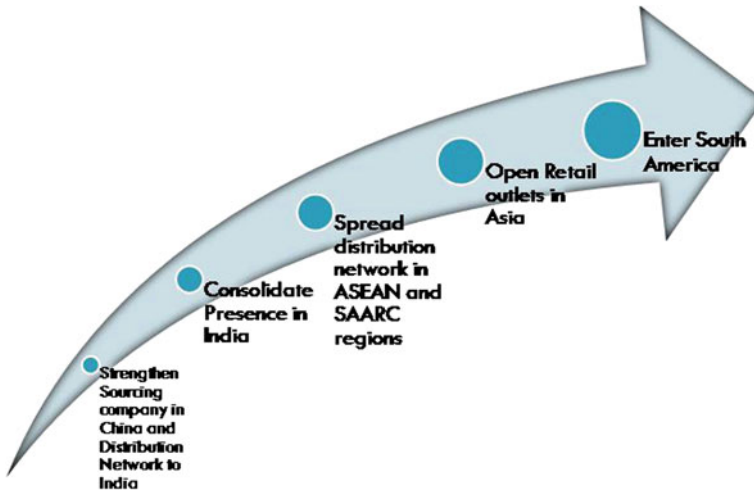 Strengthen
Sourcing
company in
China and
Distribution
Network to
India
Consolidate
Presence in
India
Spread
distribution
network in
ASEAN and
SAARC
regions
Open Retail
outlets in
Asia
Enter South
America